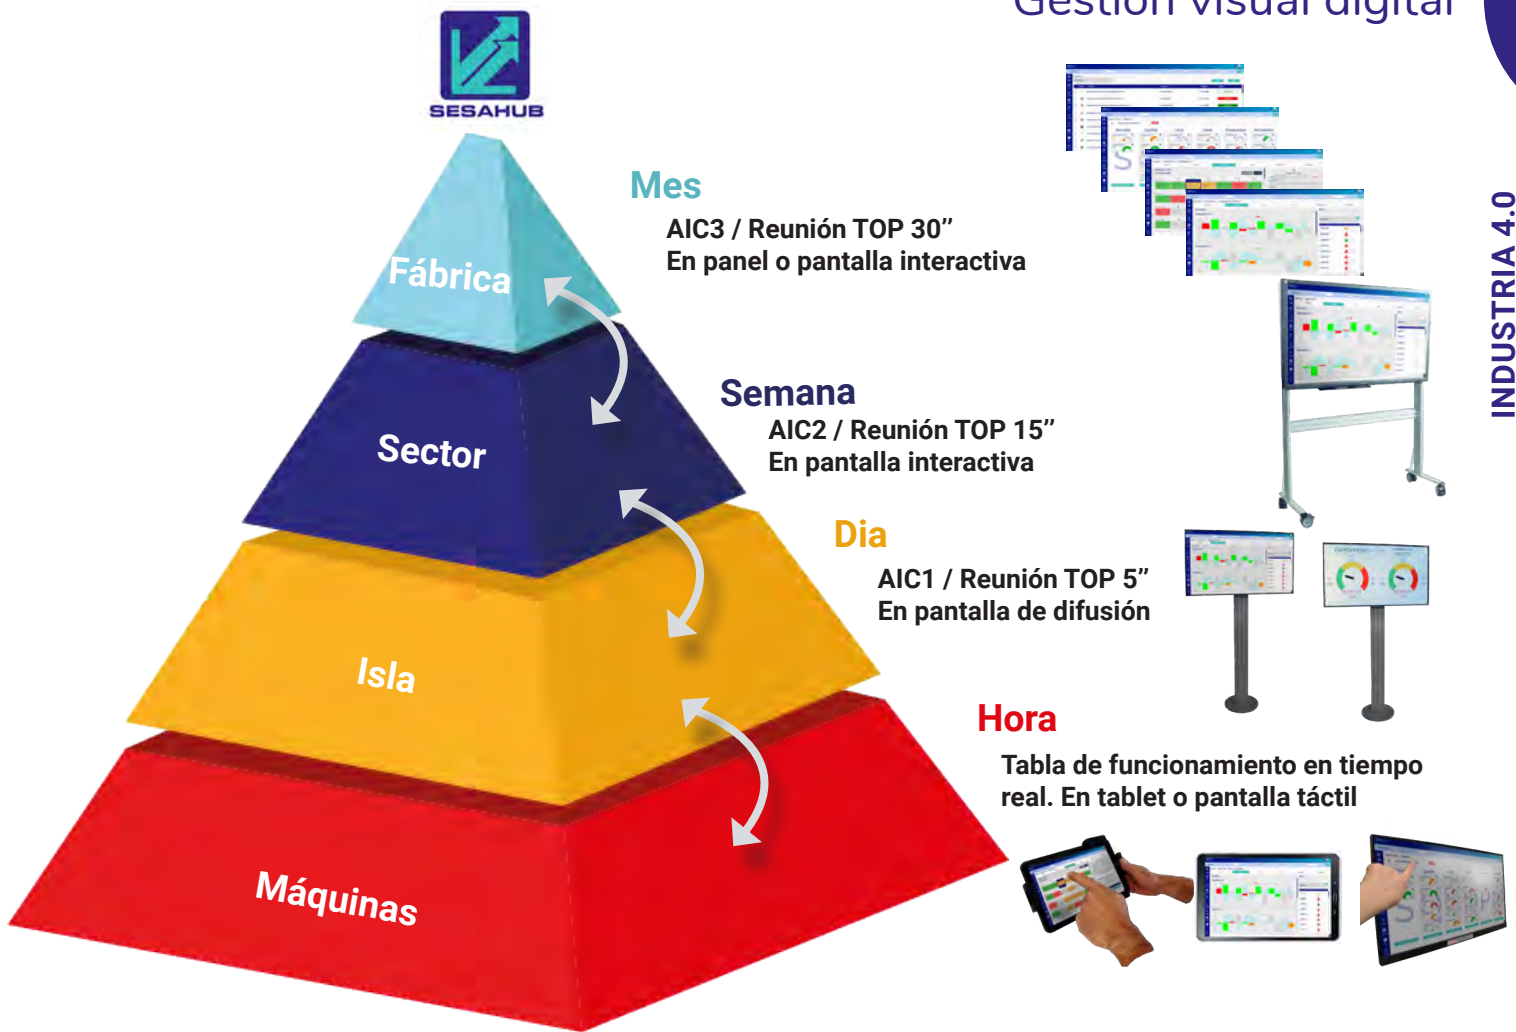 Gestión visual digital
SESAHUB
Mes
AIC3 / Reunión TOP 30’’
En panel o pantalla interactiva
Fábrica
INDUSTRIA 4.0
Semana
AIC2 / Reunión TOP 15’’
En pantalla interactiva
Sector
Dia
AIC1 / Reunión TOP 5’’
En pantalla de difusión
Isla
Hora
Tabla de funcionamiento en tiempo
real. En tablet o pantalla táctil
Máquinas